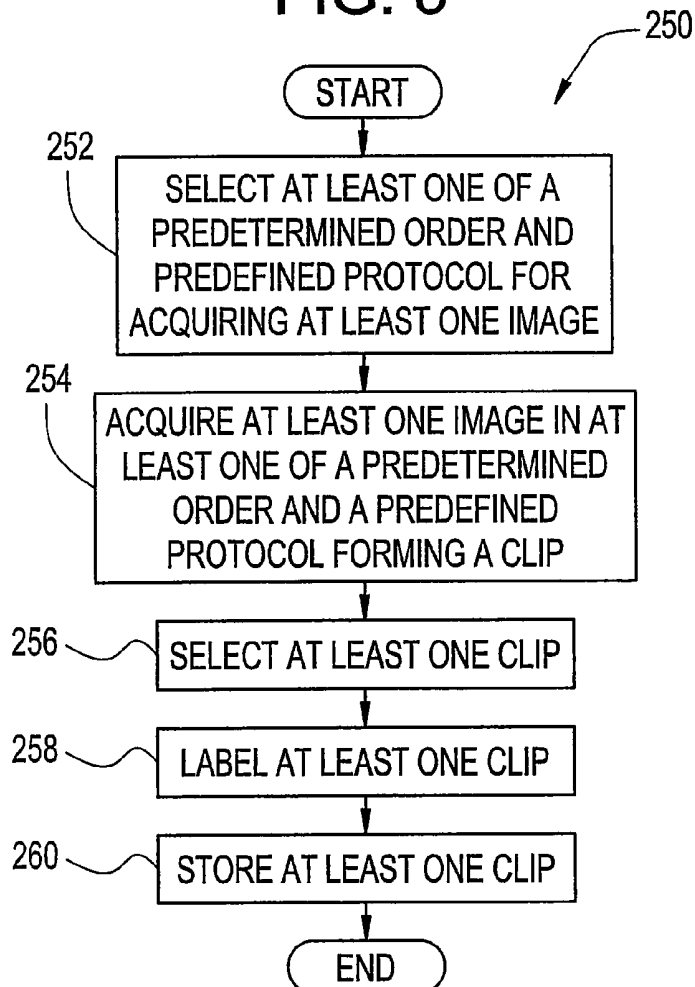 250
START
252
SELECT AT LEAST ONE OF A
PREDETERMINED ORDER AND
PREDEFINED PROTOCOL FOR
ACQUIRING AT LEAST ONE IMAGE
254
ACQUIRE AT LEAST ONE IMAGE IN AT
LEAST ONE OF A PREDETERMINED
ORDER AND A PREDEFINED
PROTOCOL FORMING A CLIP
256
SELECT AT LEAST ONE CLIP
258
LABEL AT LEAST ONE CLIP
260
STORE AT LEAST ONE CLIP
END